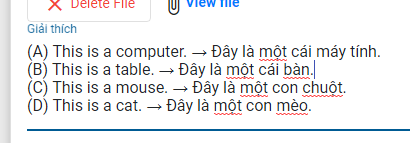 Delete File View file
Giải thích
(A) This is a computer. → Đây là một cái máy tính.
(B) This is a table. → Đây là một cái bàn.
(C) This is a mouse. → Đây là một con chuột.
(D) This is a cat. → Đây là một con mèo.